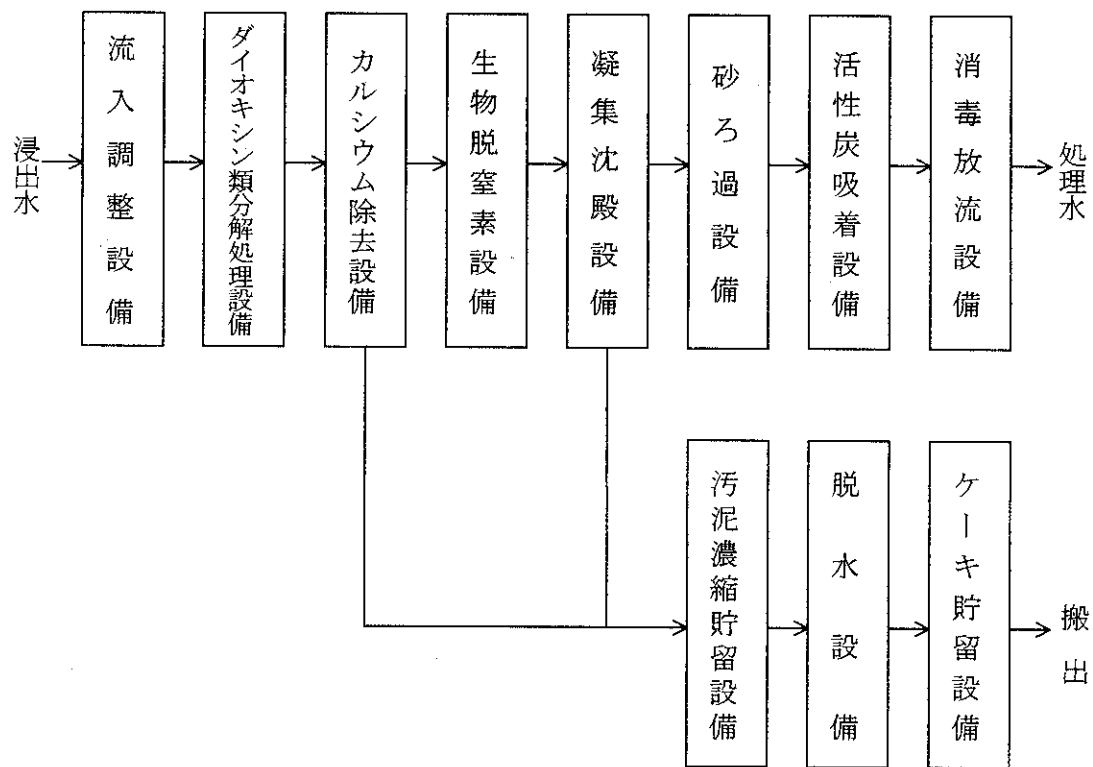 浸出水
流入調整設備
ダイオキシン類分解処理設備
カルシウム除去設備
生物脱窒素設備
凝集沈殿設備
砂ろ過設備
活性炭吸着設備
消毒放流設備
処理水
汚泥濃縮貯留設備
脱水設備
ケーキ貯留設備
搬出